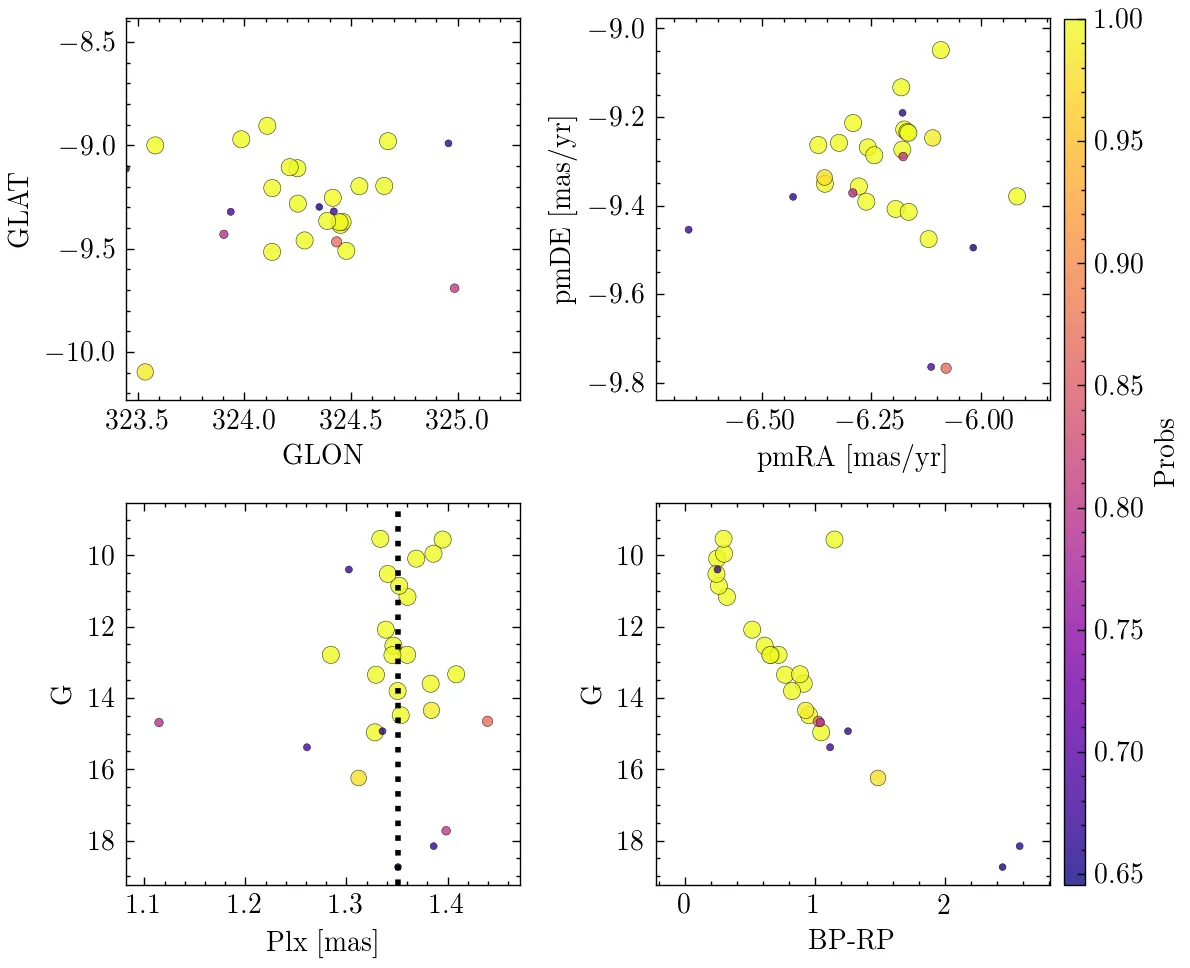 −8.5
−9.0
−9.5
−10.0
GLAT
323.5 324.0 324.5 325.0
GLON
−9.0
−9.2
−9.4
−9.6
−9.8
pmDE [mas/yr]
−6.50 −6.25 −6.00
pmRA [mas/yr]
10
12
14
16
18
G
1.1 1.2 1.3 1.4
Plx [mas]
10
12
14
16
18
G
0 1 2
BP-RP
1.00
0.95
0.90
0.85
0.80
0.75
0.70
0.65
Probs